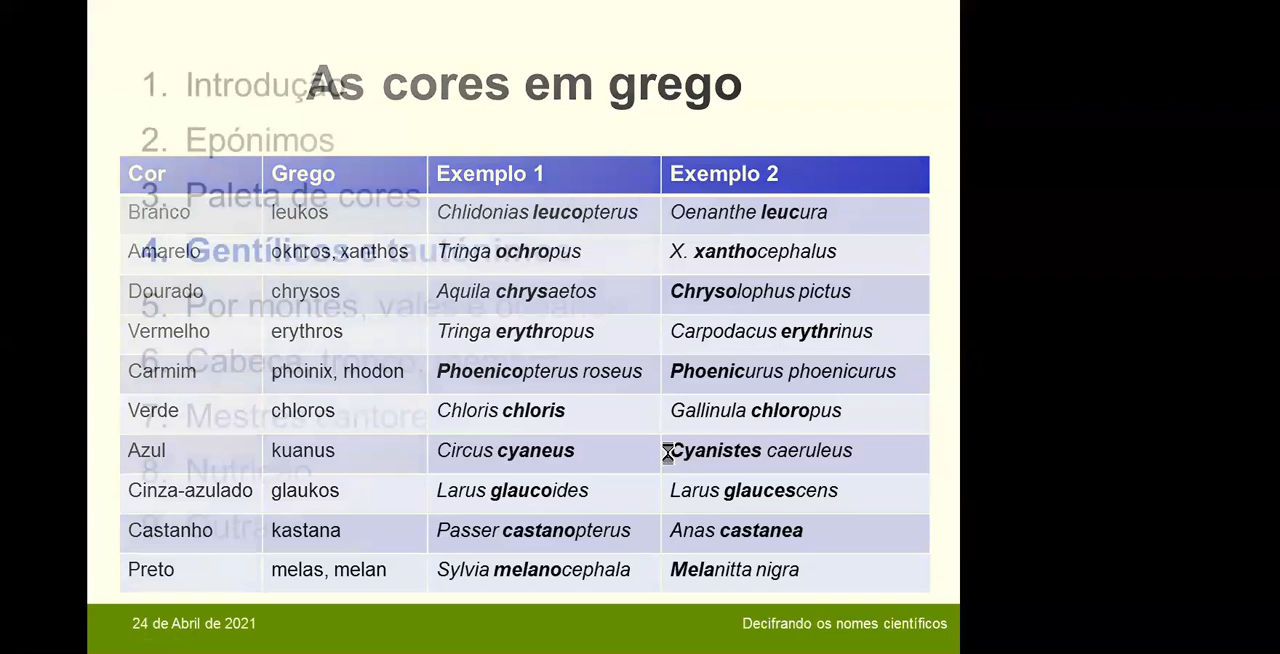 As cores em grego
1. Introdução
2. Epónimos
3. Paleta de cores
4. Gentílicos e
5. Por montes, vales e
6. Cabeça, tronco,
7. Mestres cantores
8. Nutrição
Cor Grego Exemplo 1 Exemplo 2
Branco leukos Chlidonias leucopterus Oenanthe leucura
Amarelo okhros, xanthos Tringa ochropus X. xanthocephalus
Dourado chrysos Aquila chrysaetos Chrysolophus pictus
Vermelho erythros Tringa erythropus Carpodacus erythrinus
Carmim phoinix, rhodon Phoenicopterus roseus Phoenicurus phoenicurus
Verde chloros Chloris chloris Gallinula chloropus
Azul kuanus Circus cyaneus Cyanistes caeruleus
Cinza-azulado glaukos Larus glaucoides Larus glaucescens
Castanho kastana Passer castanopterus Anas castanea
Preto melas, melan Sylvia melanocephala Melanitta nigra
24 de Abril de 2021 Decifrando os nomes científicos